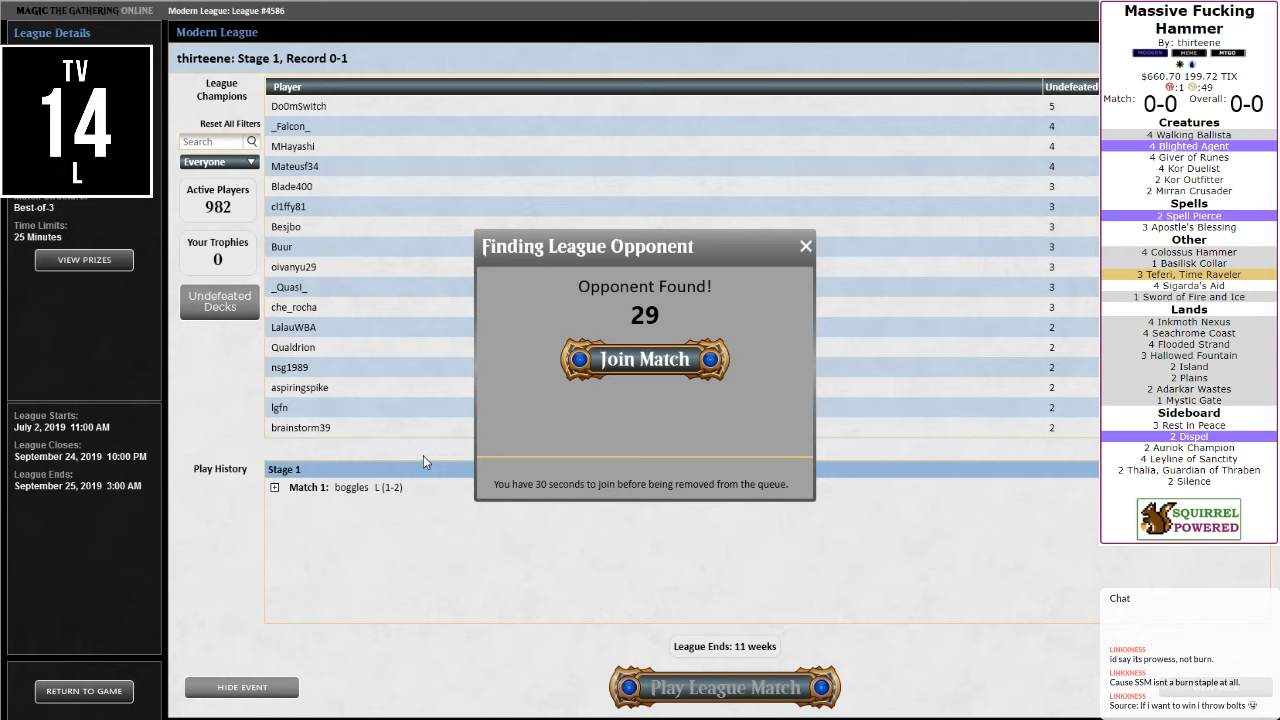 MAGIC THE GATHERING ONLINE
Modern League: League #4586
League Details
TV
14
L
Best-of-3
Time Limits:
25 Minutes
VIEW PRIZES
League Starts:
July 2, 2019 11:00 AM
League Closes:
September 24, 2019 10:00 PM
League Ends:
September 25, 2019 3:00 AM
RETURN TO GAME
Modern League
thirteene: Stage 1, Record 0-1
League
Champions
Reset All Filters
Search
Everyone
Active Players
982
Your Trophies
0
Undefeated
Decks
Player Undefeated
Do0mSwitch 5
_Falcon_ 4
MHayashi 4
Mateusf34 4
Blade400 3
cl1ffy81 3
Besjbo 3
Buur 3
oivanyu29 3
_Quasi_ 3
che_rocha 3
LalauWBA 2
Qualdrion 2
nsg1989 2
aspiringspike 2
lgfn 2
brainstorm39 2
Finding League Opponent
Opponent Found!
29
Join Match
You have 30 seconds to join before being removed from the queue.
Play History
Stage 1
Match 1: boggles L (1-2)
League Ends: 11 weeks
HIDE EVENT
Play League Match
Massive Fucking
Hammer
By: thirteene
MODERN MEME MTGO
$660.70 199.72 TIX
:1 :49
Match: 0-0 Overall: 0-0
Creatures
4 Walking Ballista
4 Blighted Agent
4 Giver of Runes
4 Kor Duelist
2 Kor Outfitter
2 Mirran Crusader
Spells
2 Spell Pierce
3 Apostle's Blessing
Other
4 Colossus Hammer
1 Basilisk Collar
3 Teferi, Time Raveler
4 Sigarda's Aid
1 Sword of Fire and Ice
Lands
4 Inkmoth Nexus
4 Seachrome Coast
4 Flooded Strand
3 Hallowed Fountain
2 Island
2 Plains
2 Adarkar Wastes
1 Mystic Gate
Sideboard
3 Rest in Peace
2 Dispel
2 Auriok Champion
4 Leyline of Sanctity
2 Thalia, Guardian of Thraben
2 Silence
SQUIRREL
POWERED
Chat
LINKXNESS
id say its prowess, not burn.
LINKXNESS
Cause SSM isnt a burn staple at all.
LINKXNESS
Source: If i want to win i throw bolts